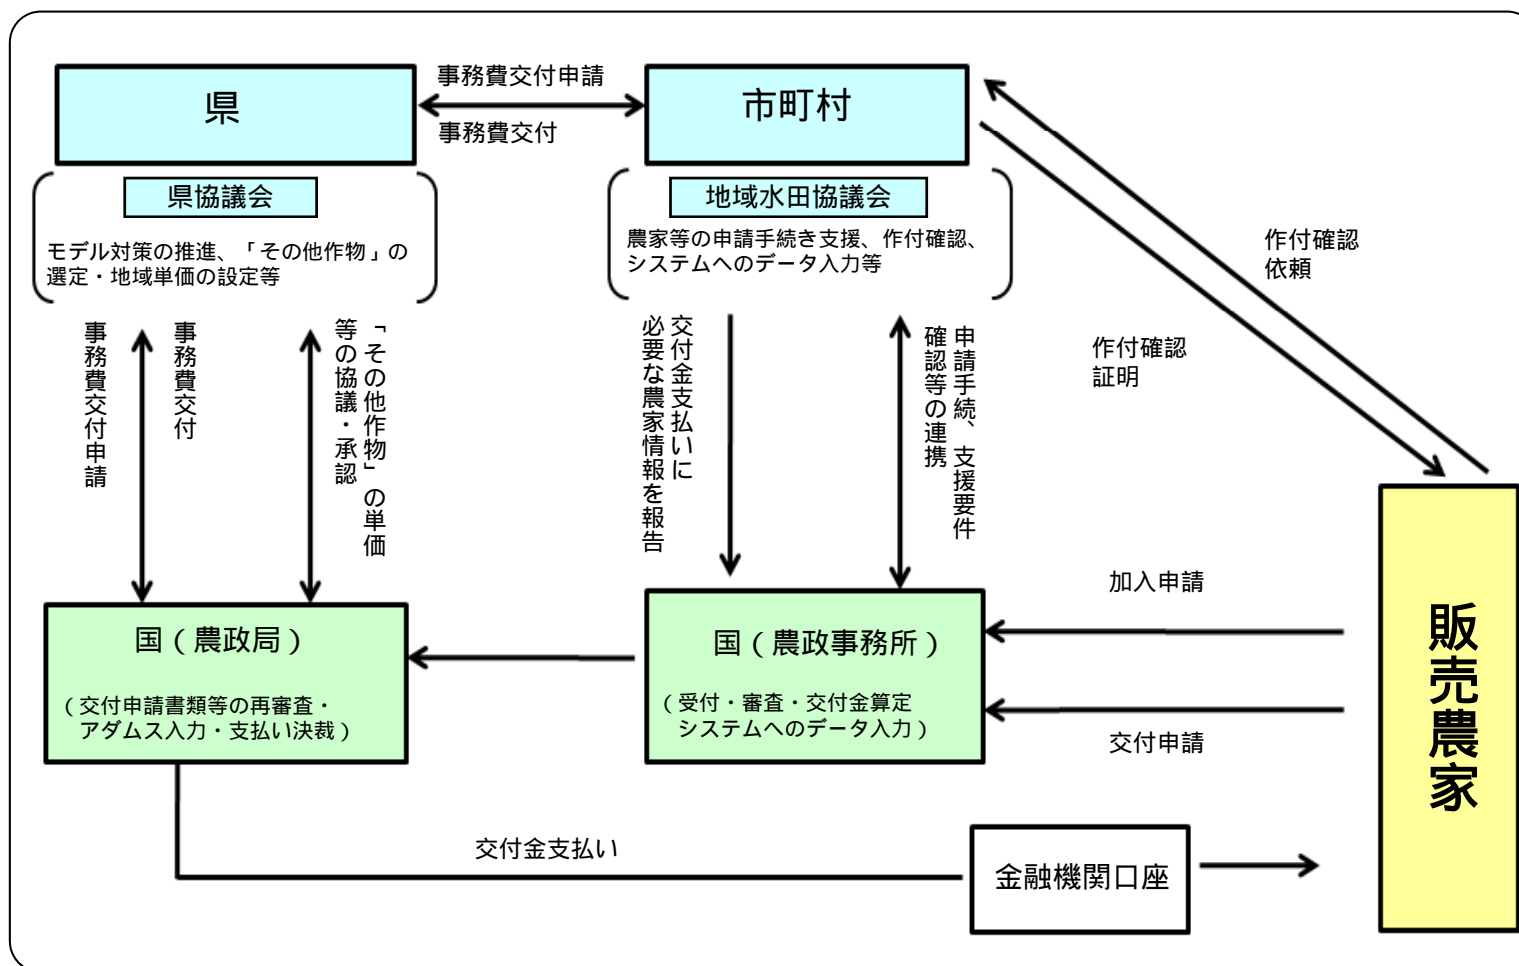 県
事務費交付申請
事務費交付
市町村
県協議会
モデル対策の推進、「その他作物」の
選定・地域単価の設定等
地域水田協議会
農家等の申請手続き支援、作付確認、
システムへのデータ入力等
作付確認
依頼
作付確認
証明
事務費交付申請
事務費交付
「その他作物」の単価
等の協議・承認
交付金支払いに
必要な農家情報を報告
申請手続、支援要件
確認等の連携
国(農政局)
(交付申請書類等の再審査・
アダムス入力・支払い決裁)
国(農政事務所)
(受付・審査・交付金算定
システムへのデータ入力)
加入申請
交付申請
販売農家
交付金支払い
金融機関口座